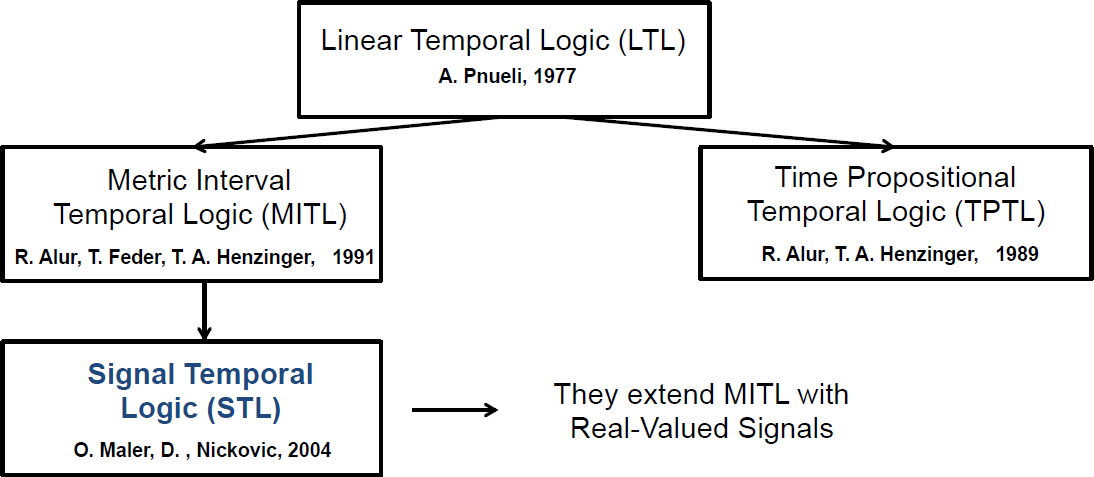 Linear Temporal Logic (LTL)
A. Pnueli, 1977
Metric Interval
Temporal Logic (MITL)
R. Alur, T. Feder, T. A. Henzinger, 1991
Time Propositional
Temporal Logic (TPTL)
R. Alur, T. A. Henzinger, 1989
Signal Temporal
Logic (STL)
O. Maler, D. , Nickovic, 2004
They extend MITL with
Real-Valued Signals